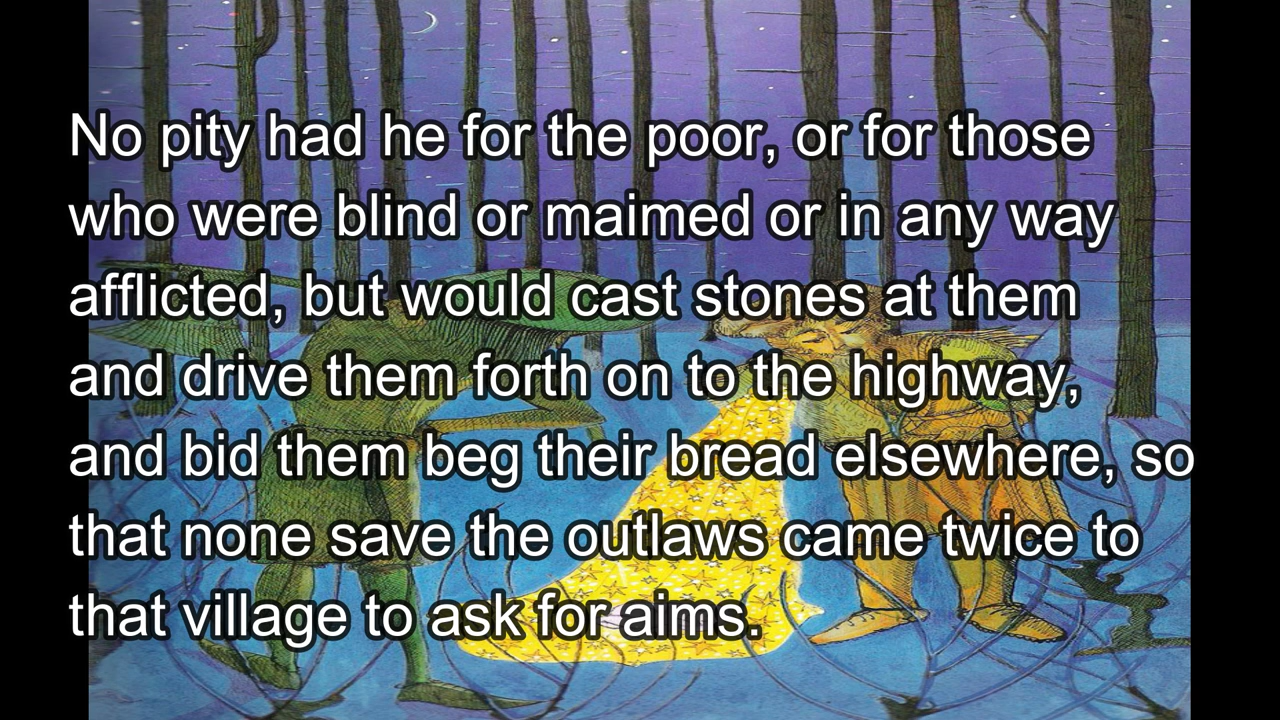 No pity had he for the poor, or for those
who were blind or maimed or in any way
afflicted, but would cast stones at them
and drive them forth on to the highway,
and bid them beg their bread elsewhere, so
that none save the outlaws came twice to
that village to ask for aims.